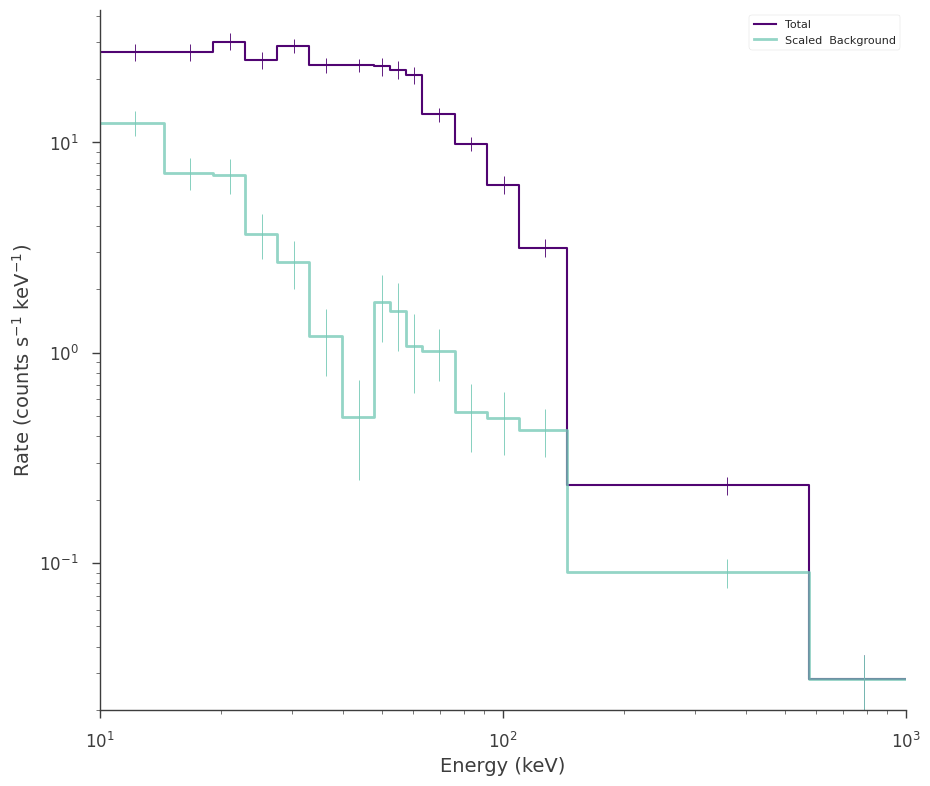 Total
Scaled  Background
Rate (counts s⁻¹ keV⁻¹)
10¹
10⁰
10⁻¹
10¹
10²
10³
Energy (keV)